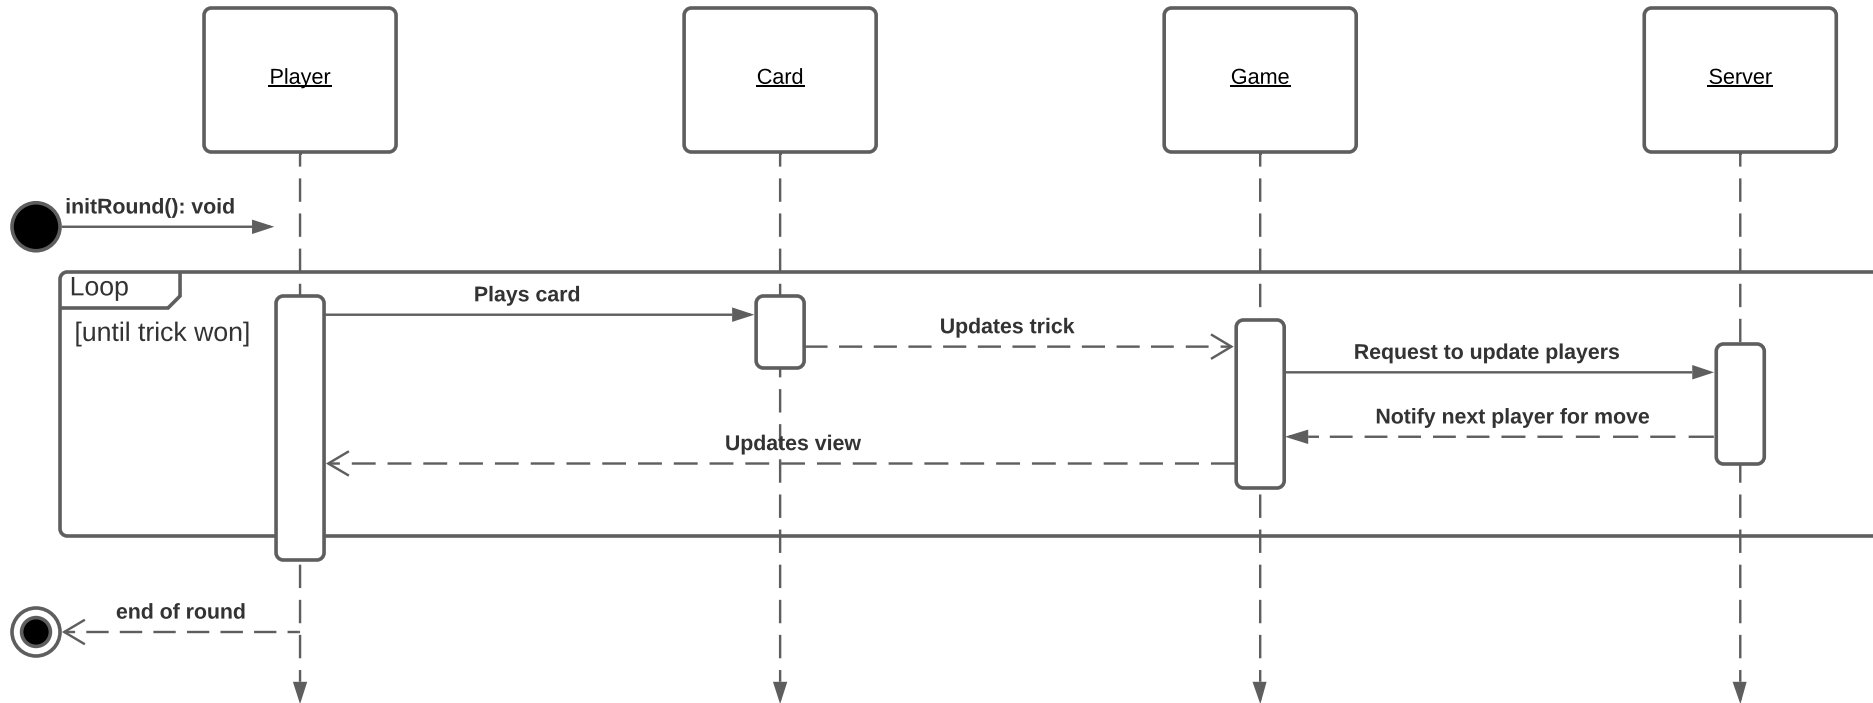 Player
Card
Game
Server
initRound(): void
Loop
[until trick won]
Plays card
Updates trick
Request to update players
Notify next player for move
Updates view
end of round